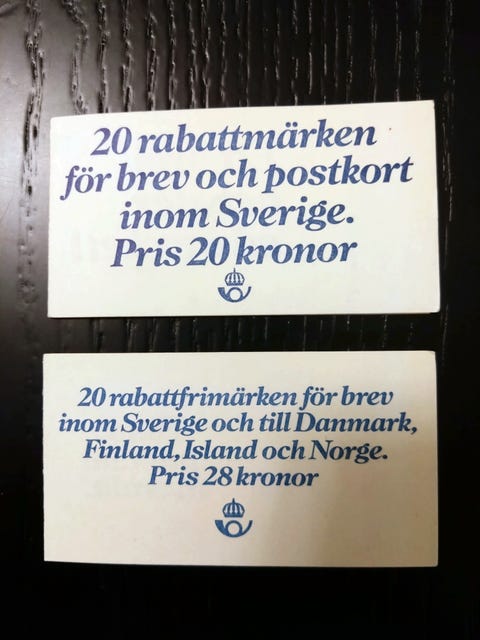 20 rabattmärken
för brev och postkort
inom Sverige.
Pris 20 kronor
20 rabattfrimärken för brev
inom Sverige och till Danmark,
Finland, Island och Norge.
Pris 28 kronor